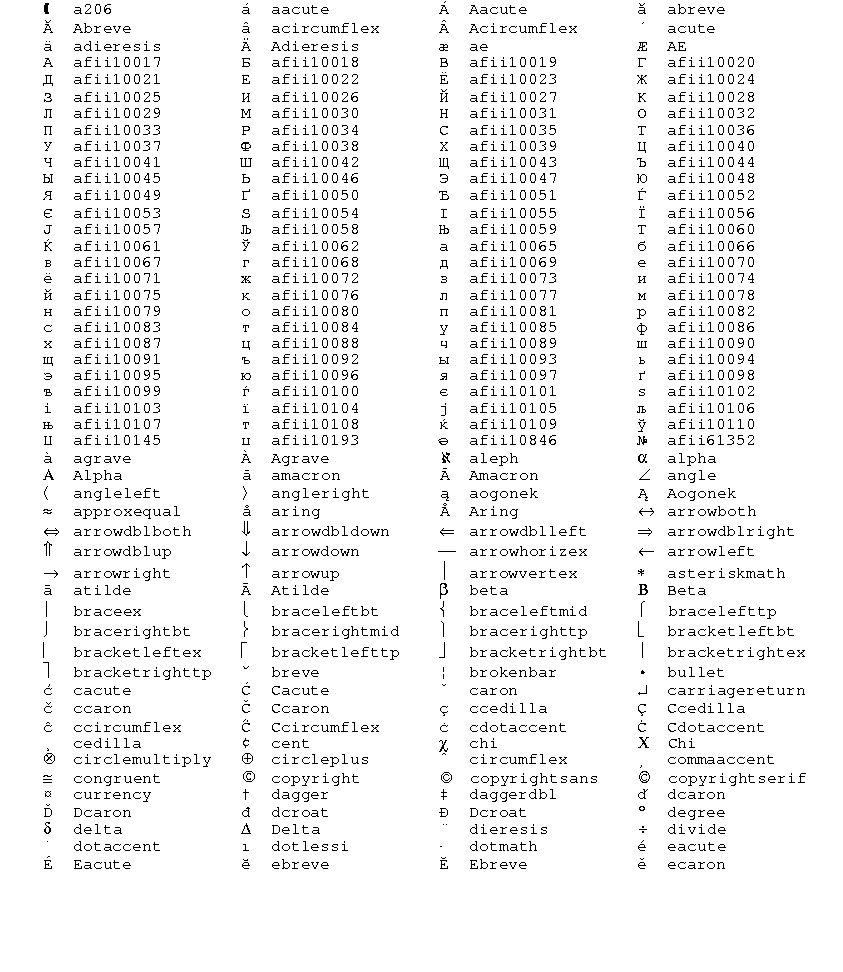 ❨ a206 á aacute Á Aacute ă abreve
Ă Abreve â acircumflex Â Acircumflex ´ acute
ä adieresis Ä Adieresis æ ae Æ AE
А afii10017 Б afii10018 В afii10019 Г afii10020
Д afii10021 Е afii10022 Ё afii10023 Ж afii10024
З afii10025 И afii10026 Й afii10027 К afii10028
Л afii10029 М afii10030 Н afii10031 О afii10032
П afii10033 Р afii10034 С afii10035 Т afii10036
У afii10037 Ф afii10038 Х afii10039 Ц afii10040
Ч afii10041 Ш afii10042 Щ afii10043 Ъ afii10044
Ы afii10045 Ь afii10046 Э afii10047 Ю afii10048
Я afii10049 Ґ afii10050 Ђ afii10051 Ѓ afii10052
Є afii10053 Ѕ afii10054 І afii10055 Ї afii10056
Ј afii10057 Љ afii10058 Њ afii10059 Т afii10060
Ќ afii10061 Ў afii10062 а afii10065 б afii10066
в afii10067 г afii10068 д afii10069 е afii10070
ё afii10071 ж afii10072 з afii10073 и afii10074
й afii10075 к afii10076 л afii10077 м afii10078
н afii10079 о afii10080 п afii10081 р afii10082
с afii10083 т afii10084 у afii10085 ф afii10086
х afii10087 ц afii10088 ч afii10089 ш afii10090
щ afii10091 ъ afii10092 ы afii10093 ь afii10094
э afii10095 ю afii10096 я afii10097 ґ afii10098
ђ afii10099 ѓ afii10100 є afii10101 ѕ afii10102
і afii10103 ї afii10104 ј afii10105 љ afii10106
њ afii10107 т afii10108 ќ afii10109 ў afii10110
Џ afii10145 џ afii10193 ә afii10846 № afii61352
à agrave À Agrave ℵ aleph α alpha
Α Alpha ā amacron Ā Amacron ∠ angle
〈 angleleft 〉 angleright ą aogonek Ą Aogonek
≈ approxequal å aring Å Aring ↔ arrowboth
⇔ arrowdblboth ⇓ arrowdbldown ⇐ arrowdblleft ⇒ arrowdblright
⇑ arrowdblup ↓ arrowdown ⎯ arrowhorizex ← arrowleft
→ arrowright ↑ arrowup ⏐ arrowvertex ∗ asteriskmath
ã atilde Ã Atilde β beta Β Beta
⎪ braceex ⎩ braceleftbt ⎨ braceleftmid ⎧ bracelefttp
⎭ bracerightbt ⎬ bracerightmid ⎫ bracerighttp ⎣ bracketleftbt
⎢ bracketleftex ⎡ bracketlefttp ⎦ bracketrightbt ⎥ bracketrightex
⎤ bracketrighttp ˘ breve ¦ brokenbar • bullet
ć cacute Ć Cacute ˇ caron ↵ carriagereturn
č ccaron Č Ccaron ç ccedilla Ç Ccedilla
ĉ ccircumflex Ĉ Ccircumflex ċ cdotaccent Ċ Cdotaccent
¸ cedilla ¢ cent χ chi Χ Chi
⊗ circlemultiply ⊕ circleplus ˆ circumflex , commaaccent
≅ congruent © copyright © copyrightsans © copyrightserif
¤ currency † dagger ‡ daggerdbl ď dcaron
Ď Dcaron đ dcroat Đ Dcroat ° degree
δ delta Δ Delta ¨ dieresis ÷ divide
˙ dotaccent ı dotlessi ⋅ dotmath é eacute
É Eacute ĕ ebreve Ĕ Ebreve ě ecaron